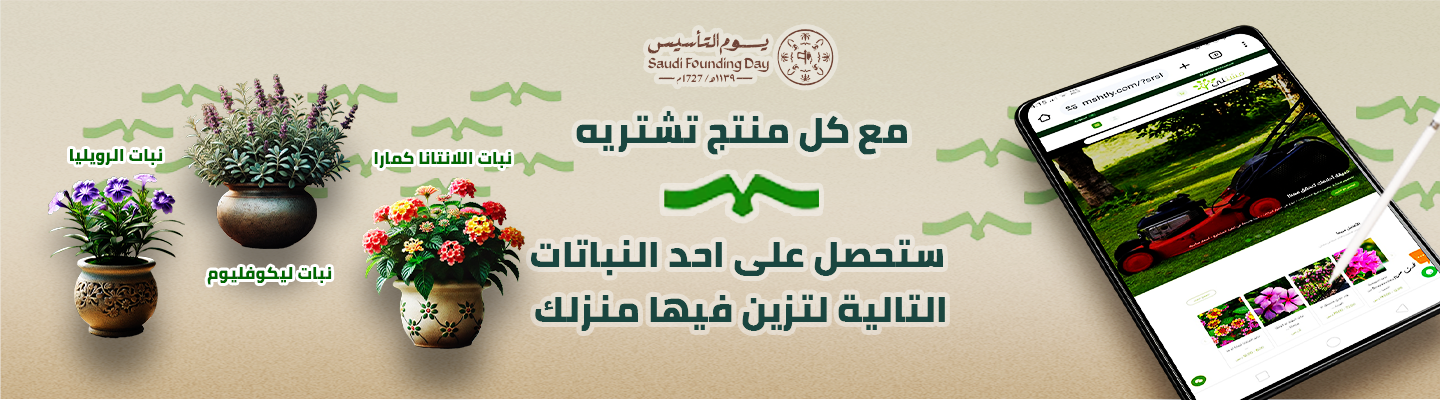 يوم التأسيس
Saudi Founding Day
١١٣٩هـ / 1727م
مع كل منتج تشتريه
ستحصل على احد النباتات
التالية لتزين فيها منزلك
نبات الرويليا
نبات اللانتانا كمارا
نبات ليكوفليوم
mshtly.com/?srsl